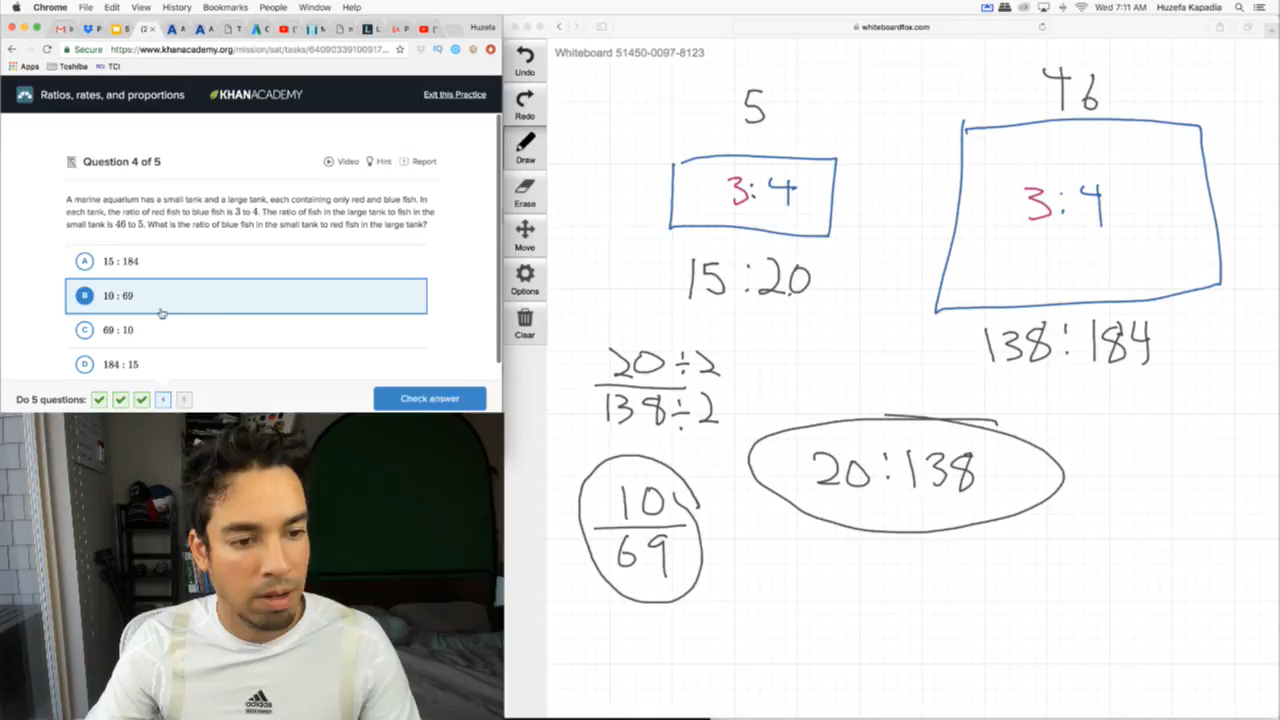 Chrome File Edit View History Bookmarks People Window Help
Wed 7:11 AM Huzefa Kapadia
Huzefa
Secure https://www.khanacademy.org/mission/sat/tasks/64090339100917...
Apps Toshiba TCI
Ratios, rates, and proportions KHANACADEMY Exit this Practice
Question 4 of 5 Video Hint Report
A marine aquarium has a small tank and a large tank, each containing only red and blue fish. In
each tank, the ratio of red fish to blue fish is 3 to 4. The ratio of fish in the large tank to fish in the
small tank is 46 to 5. What is the ratio of blue fish in the small tank to red fish in the large tank?
A 15 : 184
B 10 : 69
C 69 : 10
D 184 : 15
Do 5 questions: 4 5 Check answer
whiteboardfox.com
Whiteboard 51450-0097-8123
Undo
Redo
Draw
Erase
Move
Options
Clear
5
3:4
15:20
46
3:4
138:184
20÷2
138÷2
10
69
20:138
adidas